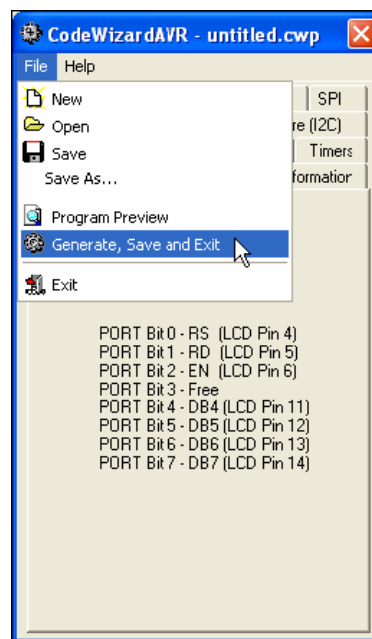 CodeWizardAVR - untitled.cwp
File Help
New
SPI
Open
re (I2C)
Save
Timers
Save As...
formation
Program Preview
Generate, Save and Exit
Exit
PORT Bit 0 - RS (LCD Pin 4)
PORT Bit 1 - RD (LCD Pin 5)
PORT Bit 2 - EN (LCD Pin 6)
PORT Bit 3 - Free
PORT Bit 4 - DB4 (LCD Pin 11)
PORT Bit 5 - DB5 (LCD Pin 12)
PORT Bit 6 - DB6 (LCD Pin 13)
PORT Bit 7 - DB7 (LCD Pin 14)